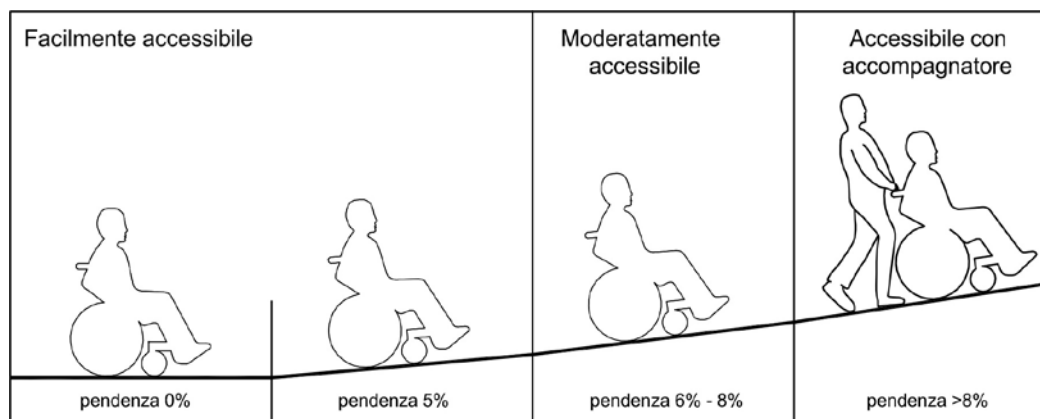 Facilmente accessibile
Moderatamente
accessibile
Accessibile con
accompagnatore
pendenza 0%
pendenza 5%
pendenza 6% - 8%
pendenza >8%